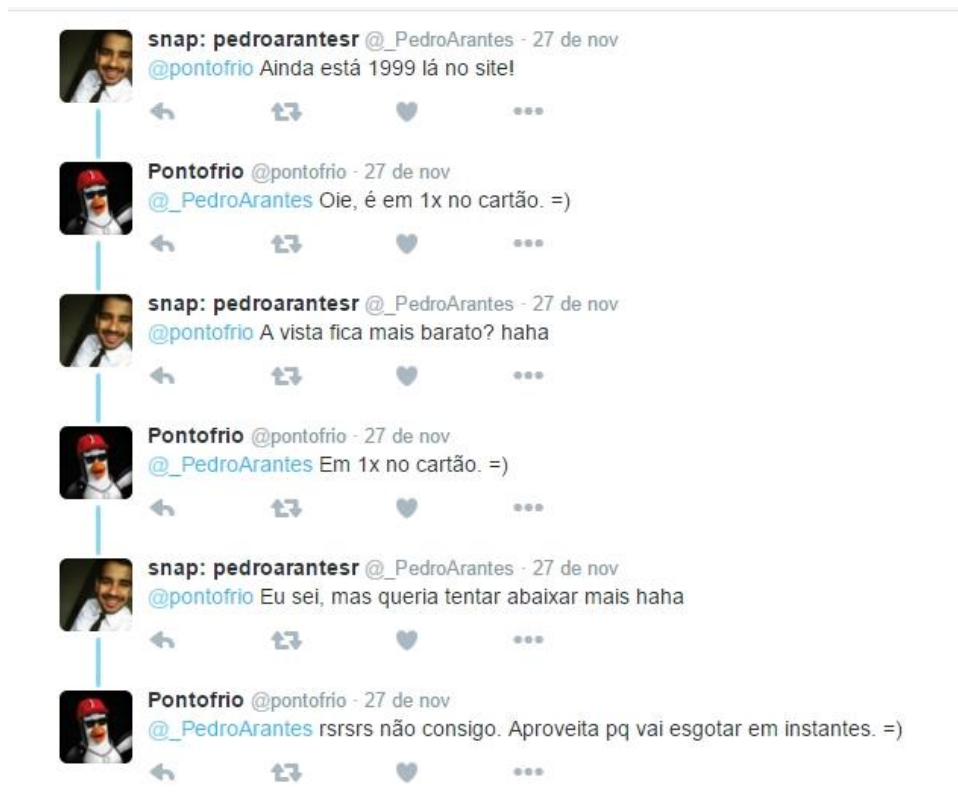 snap: pedroarantesr @_PedroArantes · 27 de nov
@pontofrio Ainda está 1999 lá no site!
Pontofrio @pontofrio · 27 de nov
@_PedroArantes Oie, é em 1x no cartão. =)
snap: pedroarantesr @_PedroArantes · 27 de nov
@pontofrio A vista fica mais barato? haha
Pontofrio @pontofrio · 27 de nov
@_PedroArantes Em 1x no cartão. =)
snap: pedroarantesr @_PedroArantes · 27 de nov
@pontofrio Eu sei, mas queria tentar abaixar mais haha
Pontofrio @pontofrio · 27 de nov
@_PedroArantes rsrsrs não consigo. Aproveita pq vai esgotar em instantes. =)